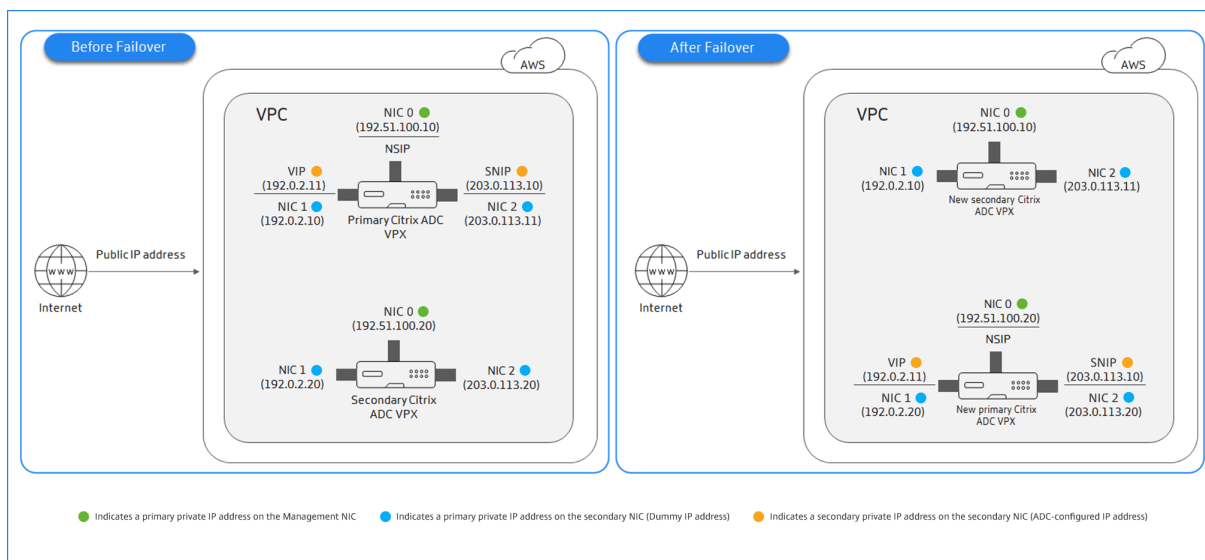 Before Failover
AWS
VPC
NIC 0
(192.51.100.10)
NSIP
VIP
(192.0.2.11)
NIC 1
(192.0.2.10)
SNIP
(203.0.113.10)
NIC 2
(203.0.113.11)
Primary Citrix ADC
VPX
Public IP address
WWW
Internet
NIC 0
(192.51.100.20)
NIC 1
(192.0.2.20)
NIC 2
(203.0.113.20)
Secondary Citrix
ADC VPX
After Failover
AWS
VPC
NIC 0
(192.51.100.10)
NIC 1
(192.0.2.10)
NIC 2
(203.0.113.11)
New secondary Citrix
ADC VPX
Public IP address
WWW
Internet
NIC 0
(192.51.100.20)
NSIP
VIP
(192.0.2.11)
NIC 1
(192.0.2.20)
SNIP
(203.0.113.10)
NIC 2
(203.0.113.20)
New primary Citrix
ADC VPX
Indicates a primary private IP address on the Management NIC
Indicates a primary private IP address on the secondary NIC (Dummy IP address)
Indicates a secondary private IP address on the secondary NIC (ADC-configured IP address)